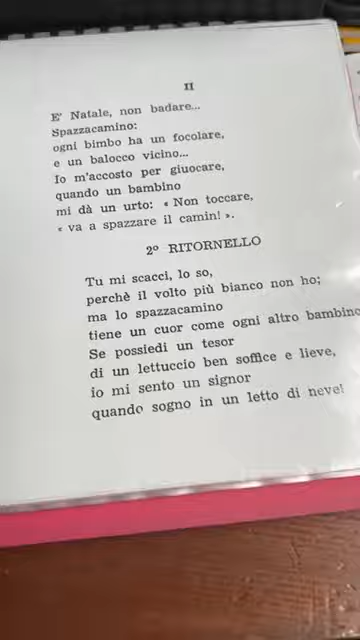 II
E' Natale, non badare...
Spazzacamino:
ogni bimbo ha un focolare,
e un balocco vicino...
Io m'accosto per giuocare,
quando un bambino
mi dà un urto: « Non toccare,
« va a spazzare il camin! ».
2º RITORNELLO
Tu mi scacci, lo so,
perchè il volto più bianco non ho;
ma lo spazzacamino
tiene un cuor come ogni altro bambino
Se possiedi un tesor
di un lettuccio ben soffice e lieve,
io mi sento un signor
quando sogno in un letto di neve!